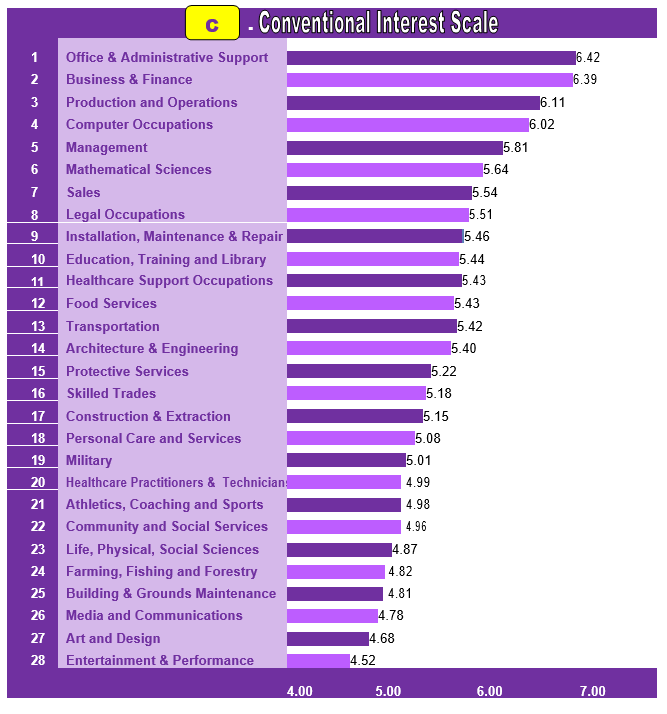 C - Conventional Interest Scale
1 Office & Administrative Support 6.42
2 Business & Finance 6.39
3 Production and Operations 6.11
4 Computer Occupations 6.02
5 Management 5.81
6 Mathematical Sciences 5.64
7 Sales 5.54
8 Legal Occupations 5.51
9 Installation, Maintenance & Repair 5.46
10 Education, Training and Library 5.44
11 Healthcare Support Occupations 5.43
12 Food Services 5.43
13 Transportation 5.42
14 Architecture & Engineering 5.40
15 Protective Services 5.22
16 Skilled Trades 5.18
17 Construction & Extraction 5.15
18 Personal Care and Services 5.08
19 Military 5.01
20 Healthcare Practitioners & Technicians 4.99
21 Athletics, Coaching and Sports 4.98
22 Community and Social Services 4.96
23 Life, Physical, Social Sciences 4.87
24 Farming, Fishing and Forestry 4.82
25 Building & Grounds Maintenance 4.81
26 Media and Communications 4.78
27 Art and Design 4.68
28 Entertainment & Performance 4.52
4.00 5.00 6.00 7.00